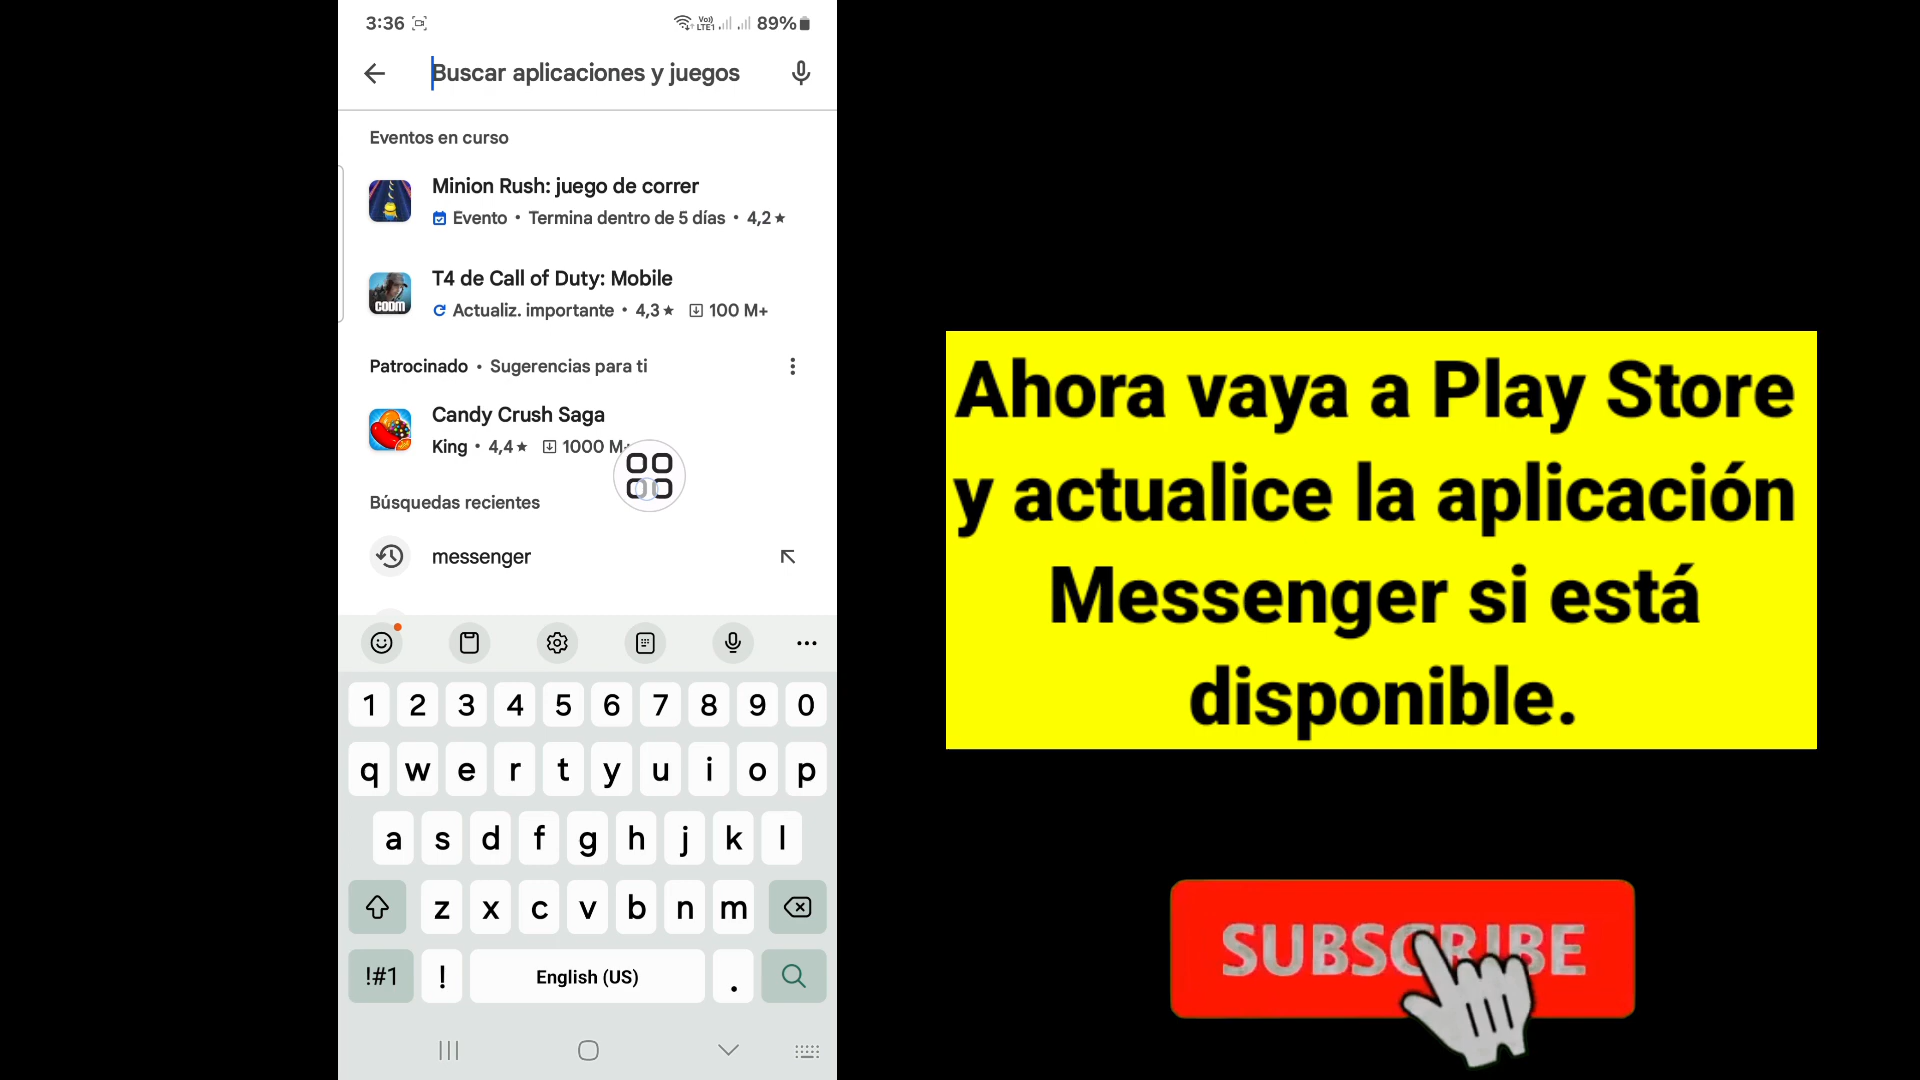 3:36
Vo))
LTE1
89%
Buscar aplicaciones y juegos
Eventos en curso
Minion Rush: juego de correr
Evento • Termina dentro de 5 días • 4,2★
T4 de Call of Duty: Mobile
CODM
Actualiz. importante • 4,3★ 100 M+
Patrocinado • Sugerencias para ti
Candy Crush Saga
King • 4,4★ 1000 M+
Búsquedas recientes
messenger
1 2 3 4 5 6 7 8 9 0
q w e r t y u i o p
a s d f g h j k l
z x c v b n m
!#1 ! English (US) .
Ahora vaya a Play Store
y actualice la aplicación
Messenger si está
disponible.
SUBSCRIBE